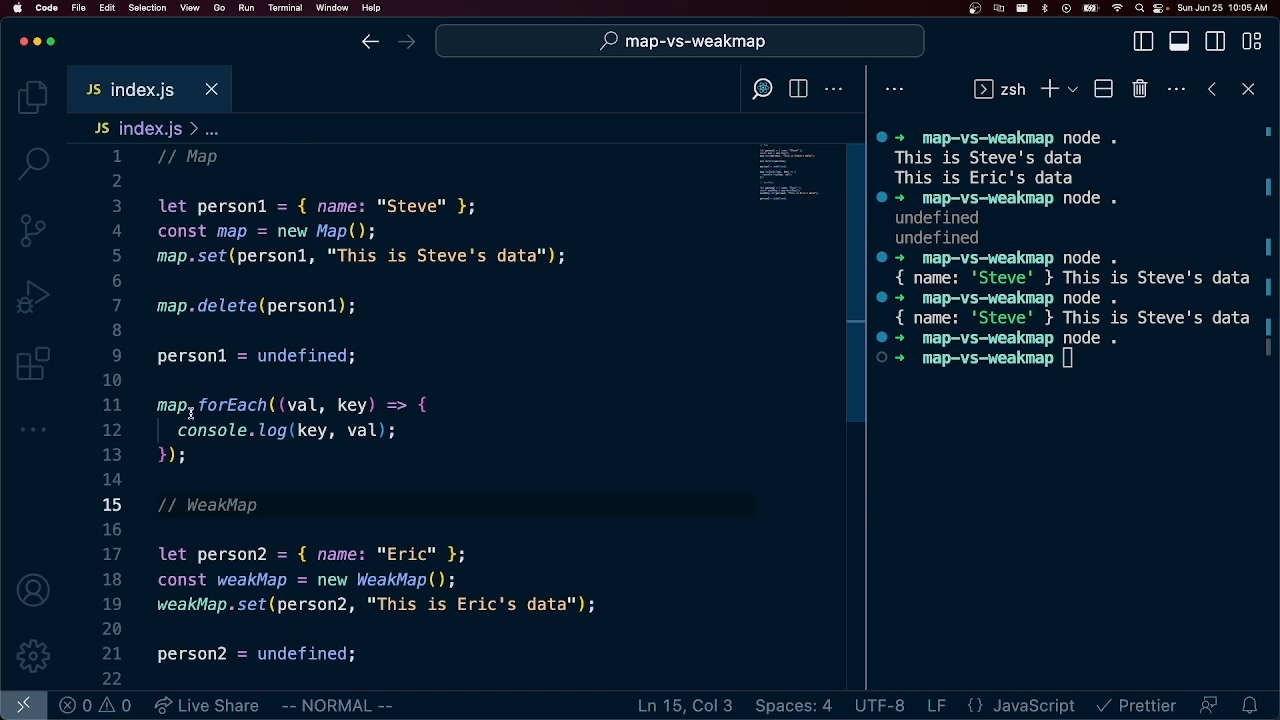 Code File Edit Selection View Go Run Terminal Window Help Sun Jun 25 10:05 AM
map-vs-weakmap
JS index.js
zsh
JS index.js > ...
1 // Map
2
3 let person1 = { name: "Steve" };
4 const map = new Map();
5 map.set(person1, "This is Steve's data");
6
7 map.delete(person1);
8
9 person1 = undefined;
10
11 map.forEach((val, key) => {
12 console.log(key, val);
13 });
14
15 // WeakMap
16
17 let person2 = { name: "Eric" };
18 const weakMap = new WeakMap();
19 weakMap.set(person2, "This is Eric's data");
20
21 person2 = undefined;
22
→ map-vs-weakmap node .
This is Steve's data
This is Eric's data
→ map-vs-weakmap node .
undefined
undefined
→ map-vs-weakmap node .
{ name: 'Steve' } This is Steve's data
→ map-vs-weakmap node .
{ name: 'Steve' } This is Steve's data
→ map-vs-weakmap node .
→ map-vs-weakmap
0 0 Live Share -- NORMAL -- Ln 15, Col 3 Spaces: 4 UTF-8 LF {} JavaScript Prettier